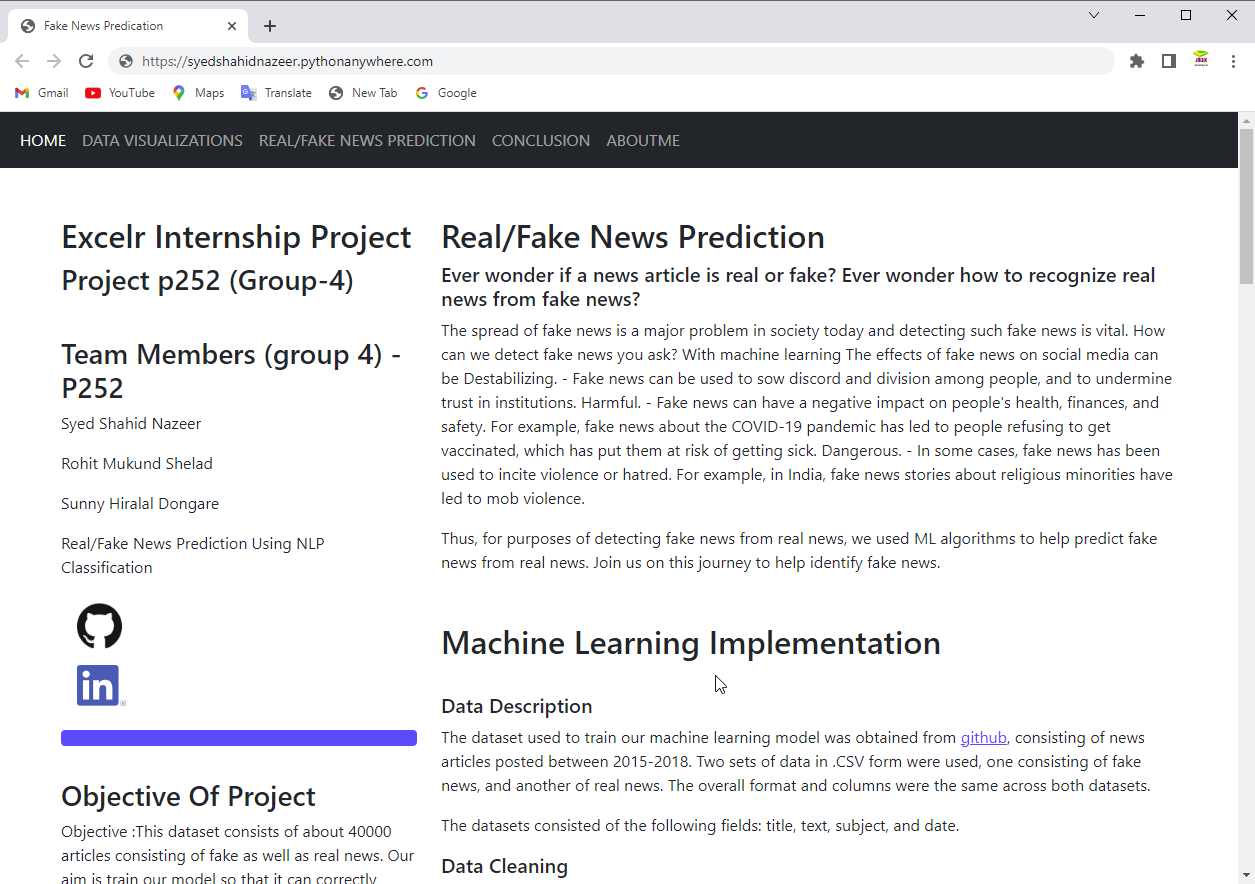 Fake News Predication
https://syedshahidnazeer.pythonanywhere.com
Gmail YouTube Maps Translate New Tab Google
HOME DATA VISUALIZATIONS REAL/FAKE NEWS PREDICTION CONCLUSION ABOUTME
Excelr Internship Project
Project p252 (Group-4)
Team Members (group 4) -
P252
Syed Shahid Nazeer
Rohit Mukund Shelad
Sunny Hiralal Dongare
Real/Fake News Prediction Using NLP
Classification
in
Objective Of Project
Objective :This dataset consists of about 40000
articles consisting of fake as well as real news. Our
aim is train our model so that it can correctly
Real/Fake News Prediction
Ever wonder if a news article is real or fake? Ever wonder how to recognize real
news from fake news?
The spread of fake news is a major problem in society today and detecting such fake news is vital. How
can we detect fake news you ask? With machine learning The effects of fake news on social media can
be Destabilizing. - Fake news can be used to sow discord and division among people, and to undermine
trust in institutions. Harmful. - Fake news can have a negative impact on people's health, finances, and
safety. For example, fake news about the COVID-19 pandemic has led to people refusing to get
vaccinated, which has put them at risk of getting sick. Dangerous. - In some cases, fake news has been
used to incite violence or hatred. For example, in India, fake news stories about religious minorities have
led to mob violence.
Thus, for purposes of detecting fake news from real news, we used ML algorithms to help predict fake
news from real news. Join us on this journey to help identify fake news.
Machine Learning Implementation
Data Description
The dataset used to train our machine learning model was obtained from github, consisting of news
articles posted between 2015-2018. Two sets of data in .CSV form were used, one consisting of fake
news, and another of real news. The overall format and columns were the same across both datasets.
The datasets consisted of the following fields: title, text, subject, and date.
Data Cleaning